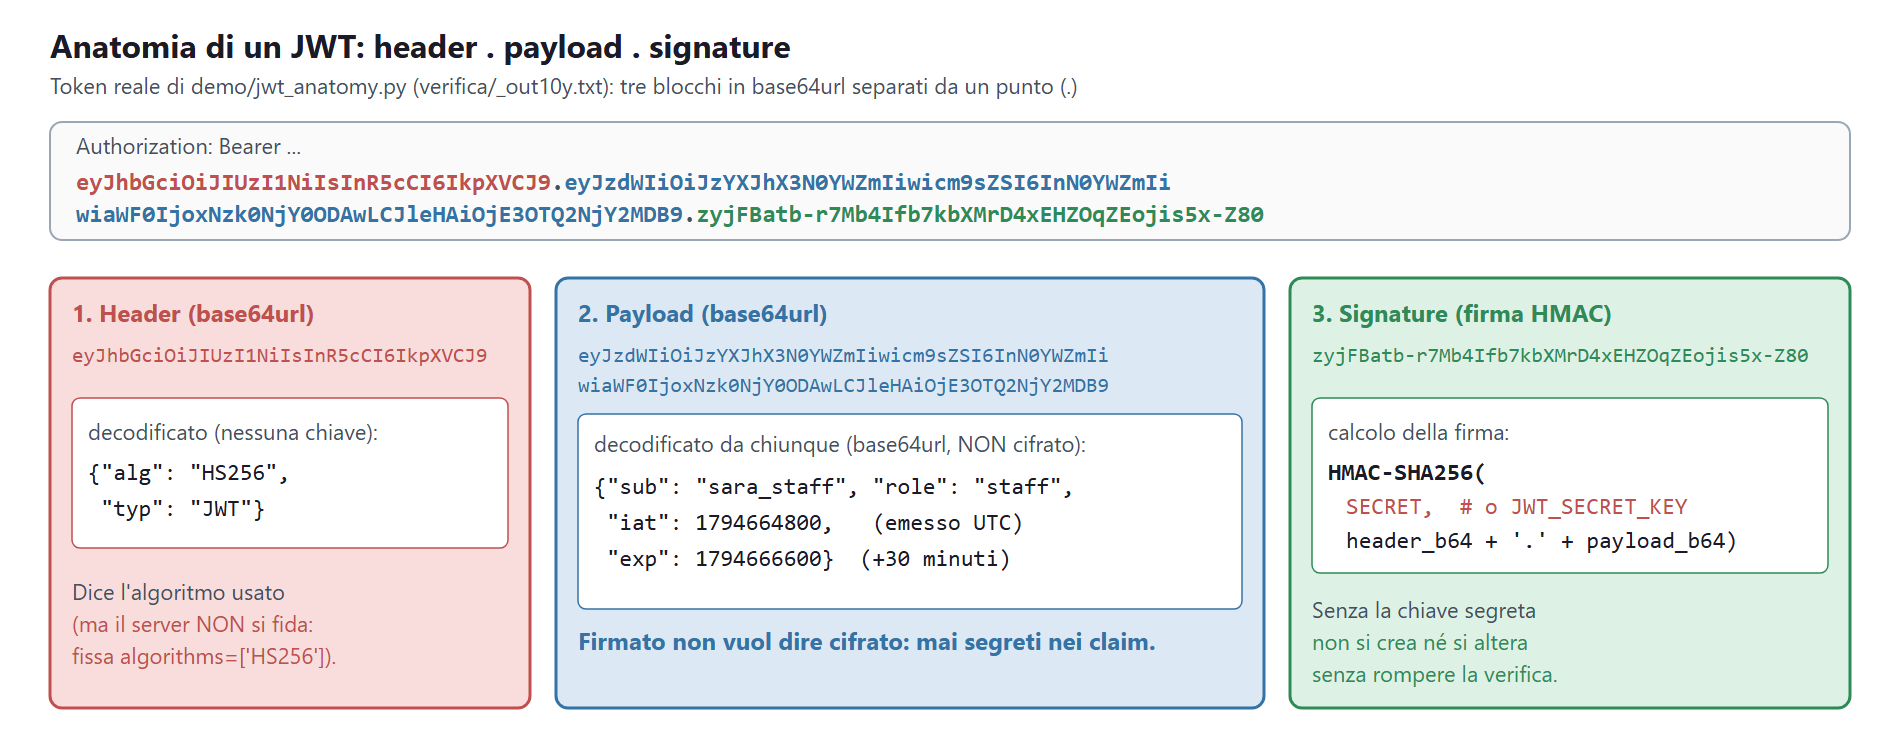 Anatomia di un JWT: header . payload . signature
Token reale di demo/jwt_anatomy.py (verifica/_out10y.txt): tre blocchi in base64url separati da un punto (.)
Authorization: Bearer ...
eyJhbGciOiJIUzI1NiIsInR5cCI6IkpXVCJ9.eyJzdWIiOiJzYXJhX3N0YWZmIiwicm9sZSI6InN0YWZmIi
wiaWF0IjoxNzk0NjY0ODAwLCJleHAiOjE3OTQ2NjY2MDB9.zyjFBatb-r7Mb4Ifb7kbXMrD4xEHZOqZEojis5x-Z80
1. Header (base64url)
eyJhbGciOiJIUzI1NiIsInR5cCI6IkpXVCJ9
decodificato (nessuna chiave):
{"alg": "HS256",
"typ": "JWT"}
Dice l'algoritmo usato
(ma il server NON si fida:
fissa algorithms=['HS256']).
2. Payload (base64url)
eyJzdWIiOiJzYXJhX3N0YWZmIiwicm9sZSI6InN0YWZmIi
wiaWF0IjoxNzk0NjY0ODAwLCJleHAiOjE3OTQ2NjY2MDB9
decodificato da chiunque (base64url, NON cifrato):
{"sub": "sara_staff", "role": "staff",
"iat": 1794664800,   (emesso UTC)
"exp": 1794666600}  (+30 minuti)
Firmato non vuol dire cifrato: mai segreti nei claim.
3. Signature (firma HMAC)
zyjFBatb-r7Mb4Ifb7kbXMrD4xEHZOqZEojis5x-Z80
calcolo della firma:
HMAC-SHA256(
SECRET,  # o JWT_SECRET_KEY
header_b64 + '.' + payload_b64)
Senza la chiave segreta
non si crea né si altera
senza rompere la verifica.